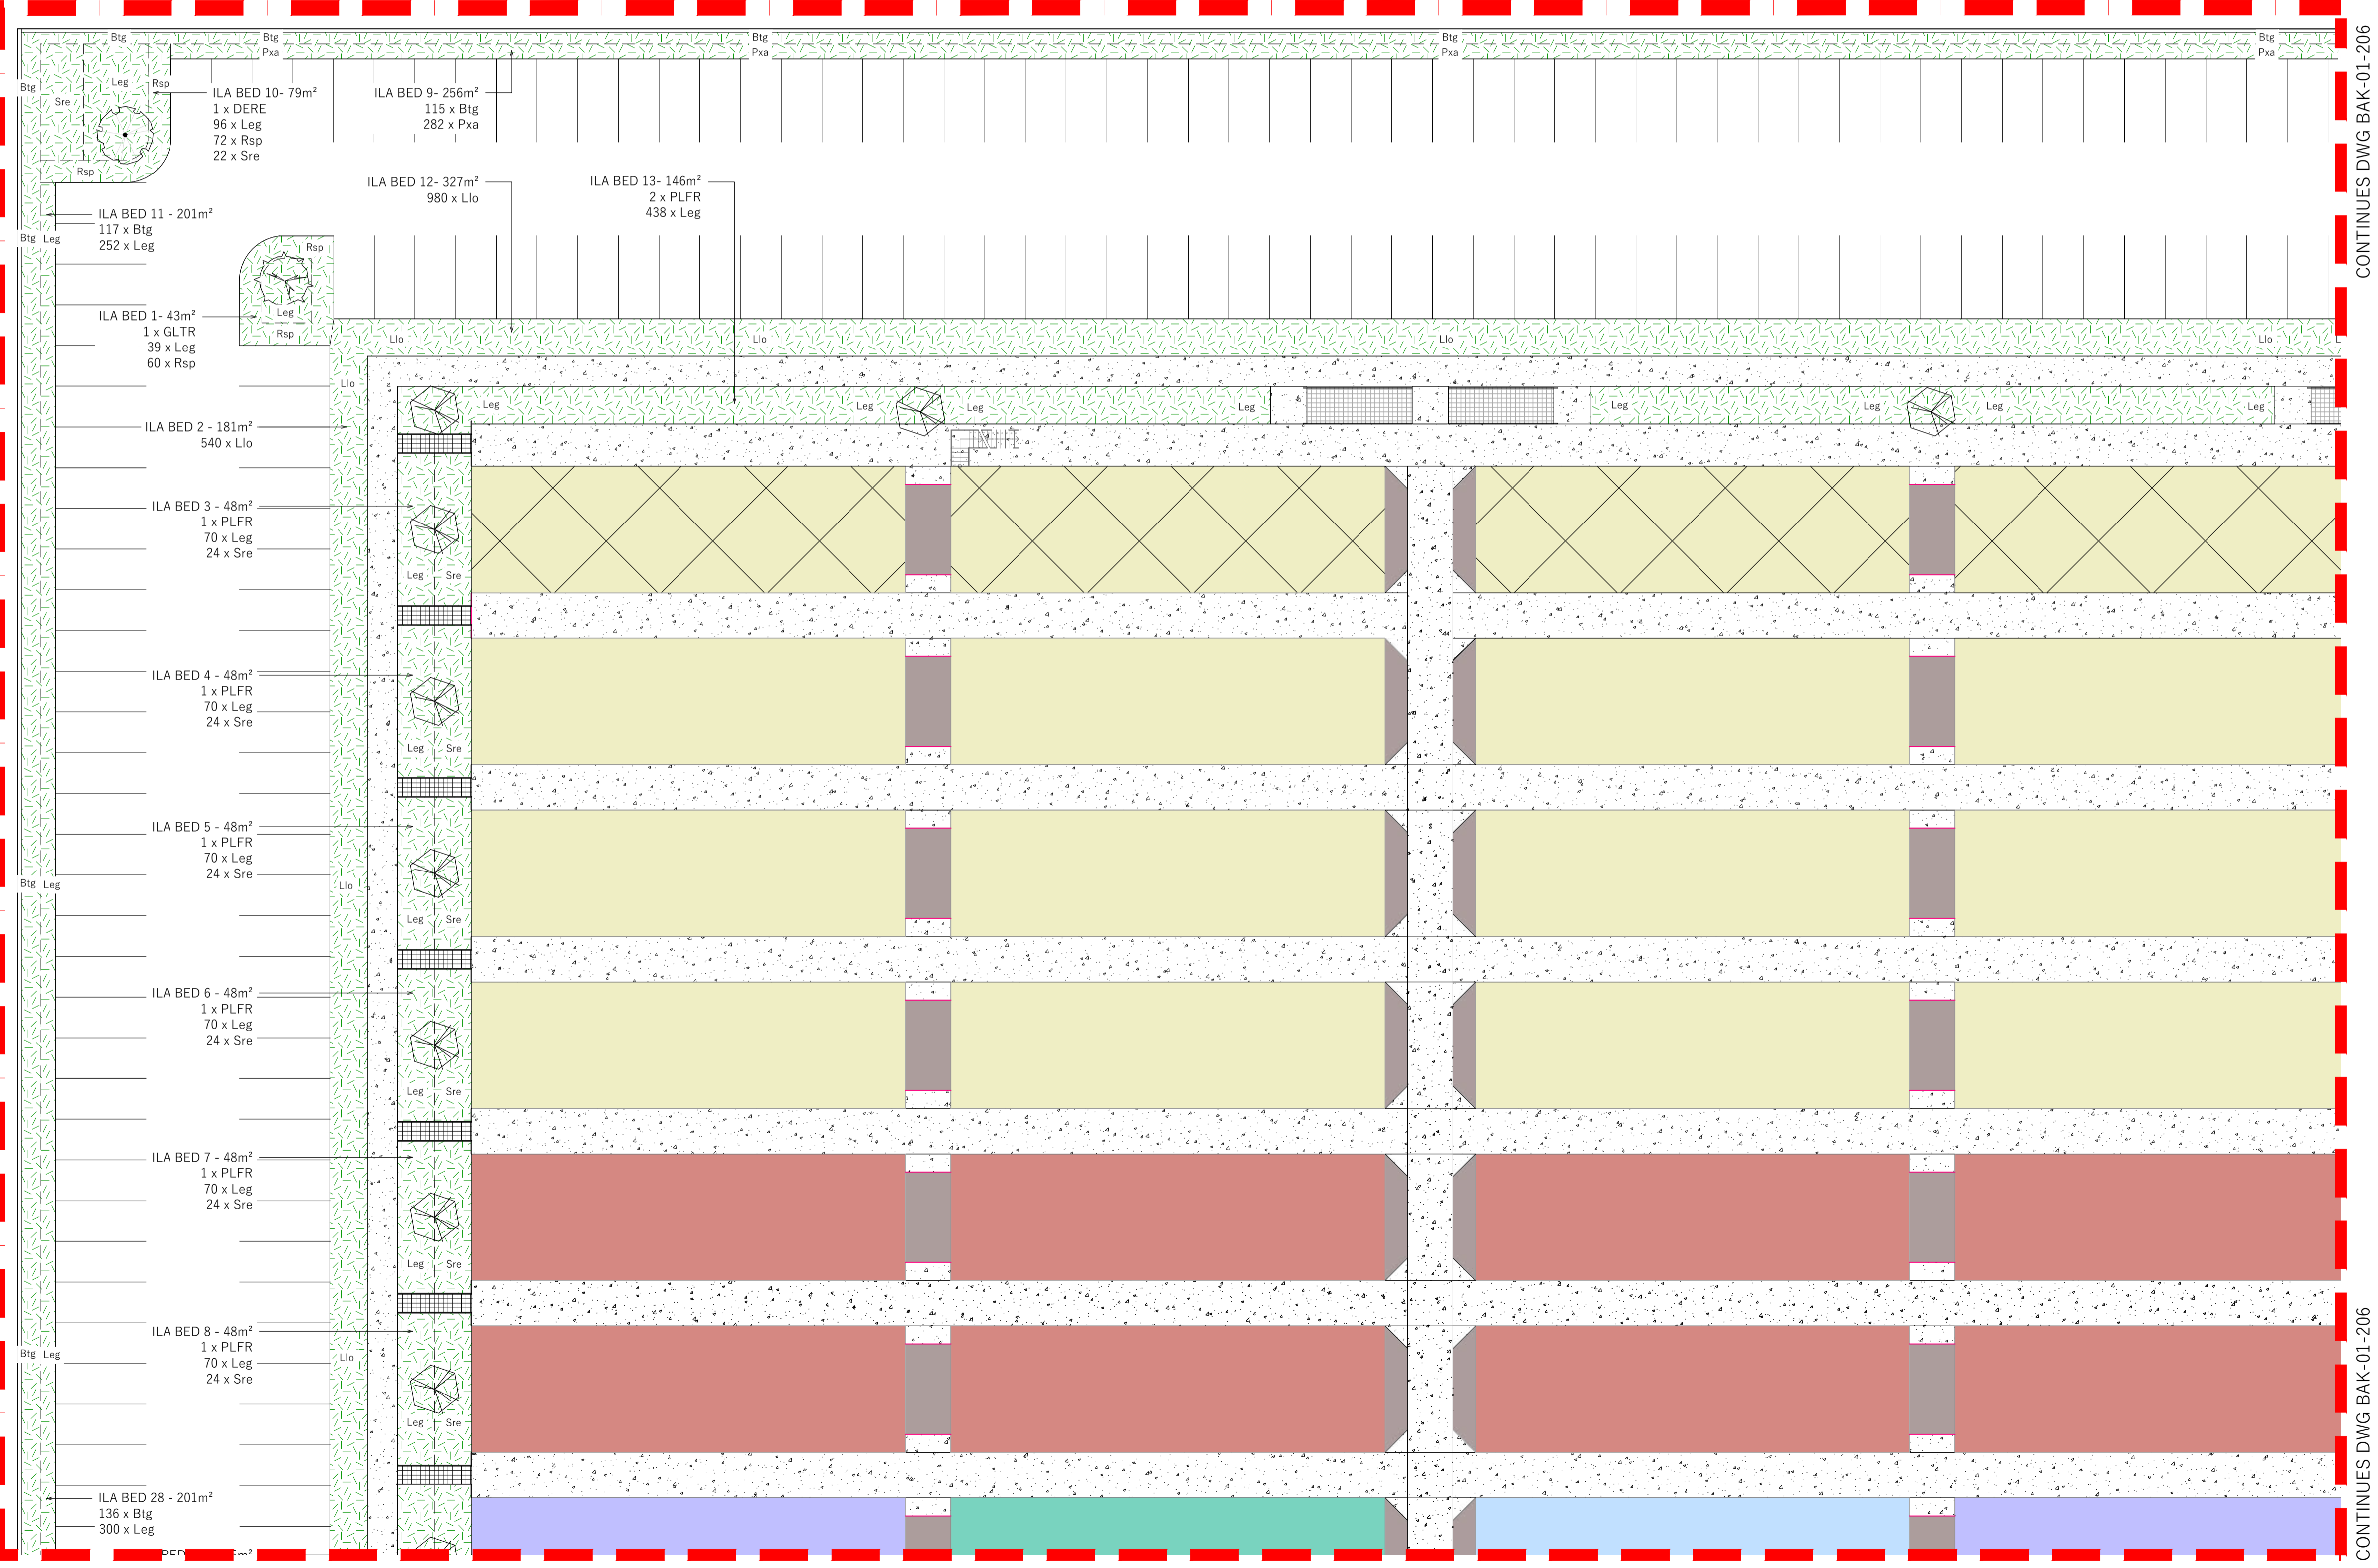 Btg
Btg
Pxa
Btg
Pxa
Btg
Pxa
Btg
Pxa
CONTINUES DWG BAK-01-206
Btg
Sre
Leg
Rsp
Rsp
ILA BED 10- 79m²
1 x DERE
96 x Leg
72 x Rsp
22 x Sre
ILA BED 9- 256m²
115 x Btg
282 x Pxa
ILA BED 12- 327m²
980 x Llo
ILA BED 13- 146m²
2 x PLFR
438 x Leg
ILA BED 11 - 201m²
117 x Btg
252 x Leg
Btg Leg
Rsp
Leg
Rsp
ILA BED 1- 43m²
1 x GLTR
39 x Leg
60 x Rsp
Llo
Llo
Llo
Llo
L
Llo
Leg
Leg
Leg
Leg
Leg
Leg
Leg
Leg
ILA BED 2 - 181m²
540 x Llo
ILA BED 3 - 48m²
1 x PLFR
70 x Leg
24 x Sre
Leg Sre
ILA BED 4 - 48m²
1 x PLFR
70 x Leg
24 x Sre
Leg Sre
ILA BED 5 - 48m²
1 x PLFR
70 x Leg
24 x Sre
Btg Leg
Llo
Leg Sre
ILA BED 6 - 48m²
1 x PLFR
70 x Leg
24 x Sre
Leg Sre
ILA BED 7 - 48m²
1 x PLFR
70 x Leg
24 x Sre
Leg Sre
ILA BED 8 - 48m²
1 x PLFR
70 x Leg
24 x Sre
Btg Leg
Llo
Leg Sre
ILA BED 28 - 201m²
136 x Btg
300 x Leg
CONTINUES DWG BAK-01-206